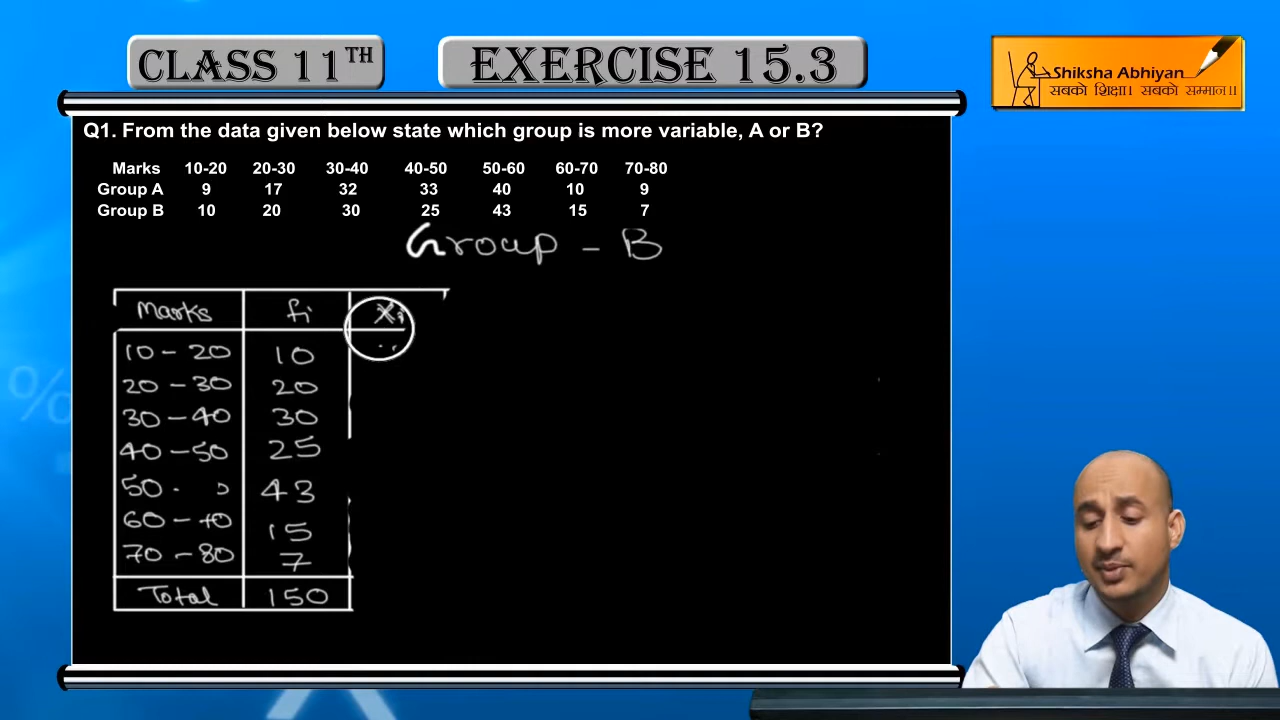 CLASS 11TH
EXERCISE 15.3
Shiksha Abhiyan
सबको शिक्षा। सबको सम्मान।।
Q1. From the data given below state which group is more variable, A or B?
Marks 10-20 20-30 30-40 40-50 50-60 60-70 70-80
Group A 9 17 32 33 40 10 9
Group B 10 20 30 25 43 15 7
Group - B
Marks fi xi
10 - 20 10
20 - 30 20
30 - 40 30
40 - 50 25
50 43
60 - 15
70 - 80 7
Total 150
%